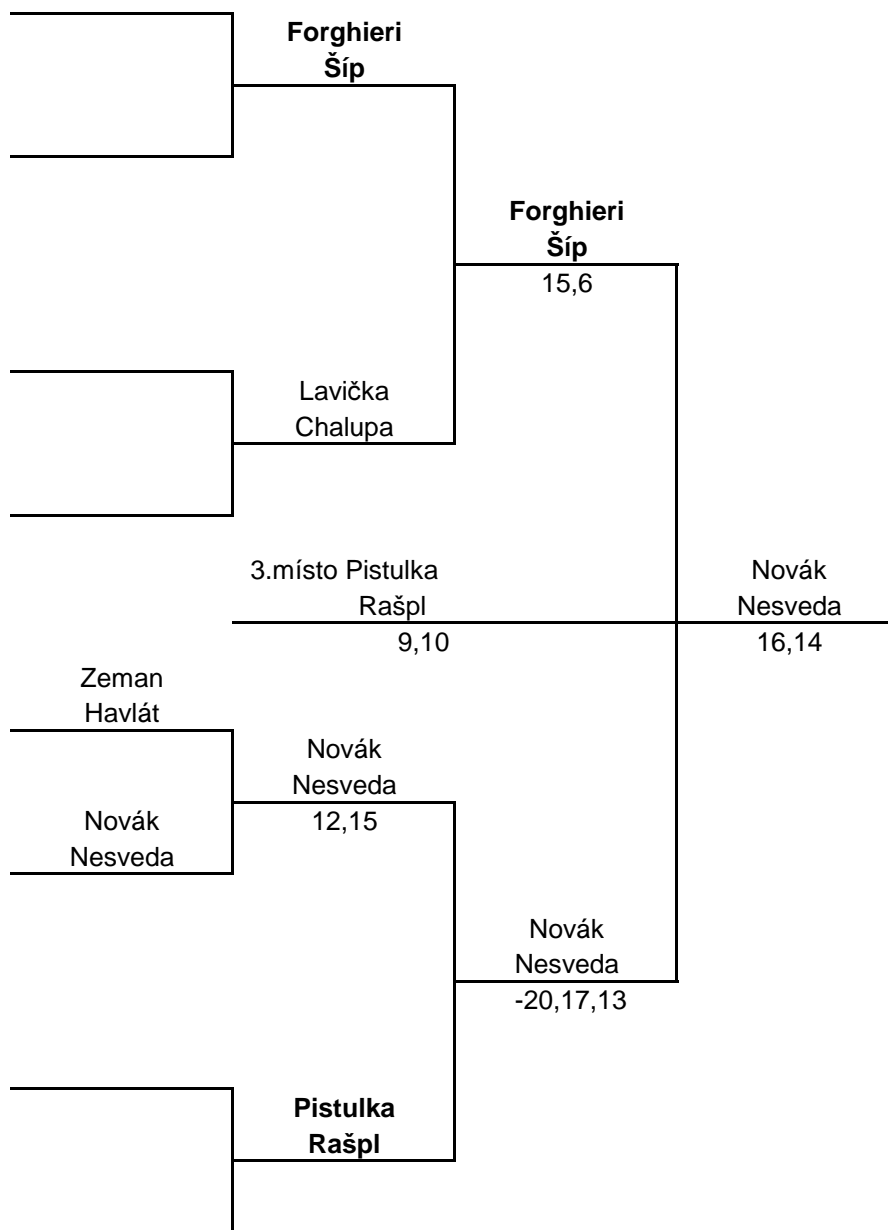 Forghieri
Šíp
Forghieri
Šíp
15,6
Lavička
Chalupa
3.místo Pistulka
Rašpl
9,10
Novák
Nesveda
16,14
Zeman
Havlát
Novák
Nesveda
12,15
Novák
Nesveda
Novák
Nesveda
-20,17,13
Pistulka
Rašpl